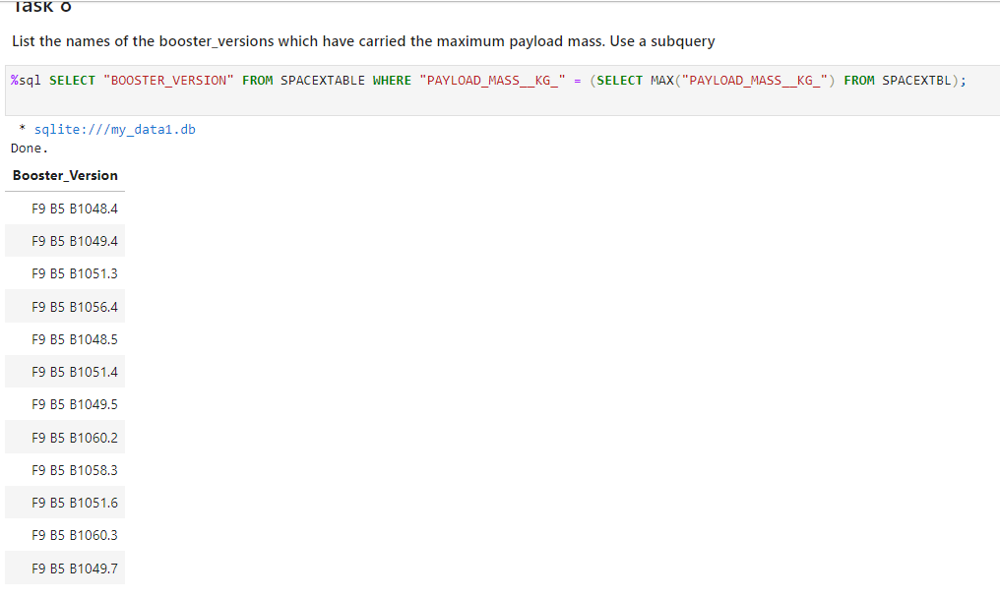 Task 8
List the names of the booster_versions which have carried the maximum payload mass. Use a subquery
%sql SELECT "BOOSTER_VERSION" FROM SPACEXTABLE WHERE "PAYLOAD_MASS__KG_" = (SELECT MAX("PAYLOAD_MASS__KG_") FROM SPACEXTBL);
* sqlite:///my_data1.db
Done.
Booster_Version
F9 B5 B1048.4
F9 B5 B1049.4
F9 B5 B1051.3
F9 B5 B1056.4
F9 B5 B1048.5
F9 B5 B1051.4
F9 B5 B1049.5
F9 B5 B1060.2
F9 B5 B1058.3
F9 B5 B1051.6
F9 B5 B1060.3
F9 B5 B1049.7